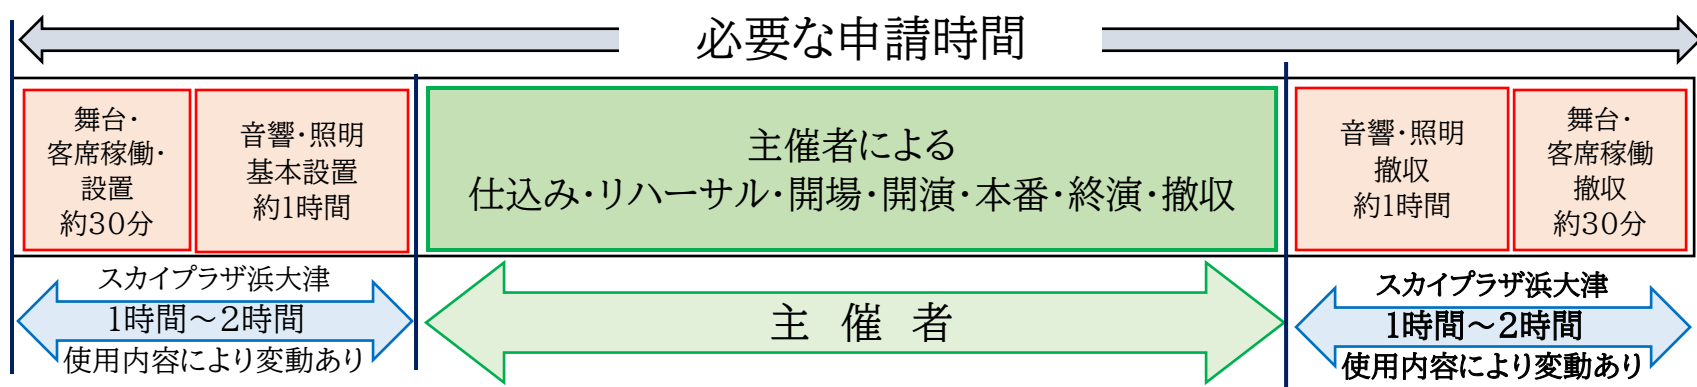 必要な申請時間
舞台・
客席稼働・
設置
約30分
音響・照明
基本設置
約1時間
主催者による
仕込み・リハーサル・開場・開演・本番・終演・撤収
音響・照明
撤収
約1時間
舞台・
客席稼働
撤収
約30分
スカイプラザ浜大津
1時間～2時間
使用内容により変動あり
主 催 者
スカイプラザ浜大津
1時間～2時間
使用内容により変動あり